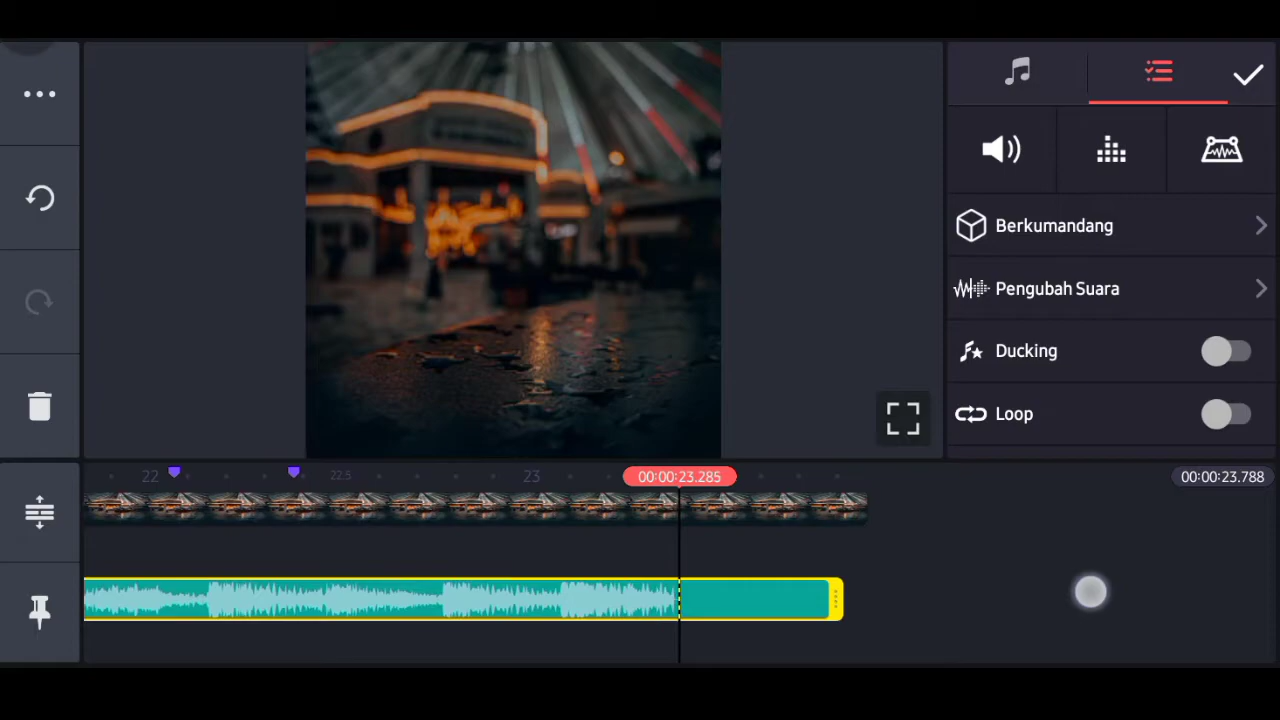 Berkumandang
Pengubah Suara
Ducking
Loop
22
22.5
23
00:00:23.285
00:00:23.788